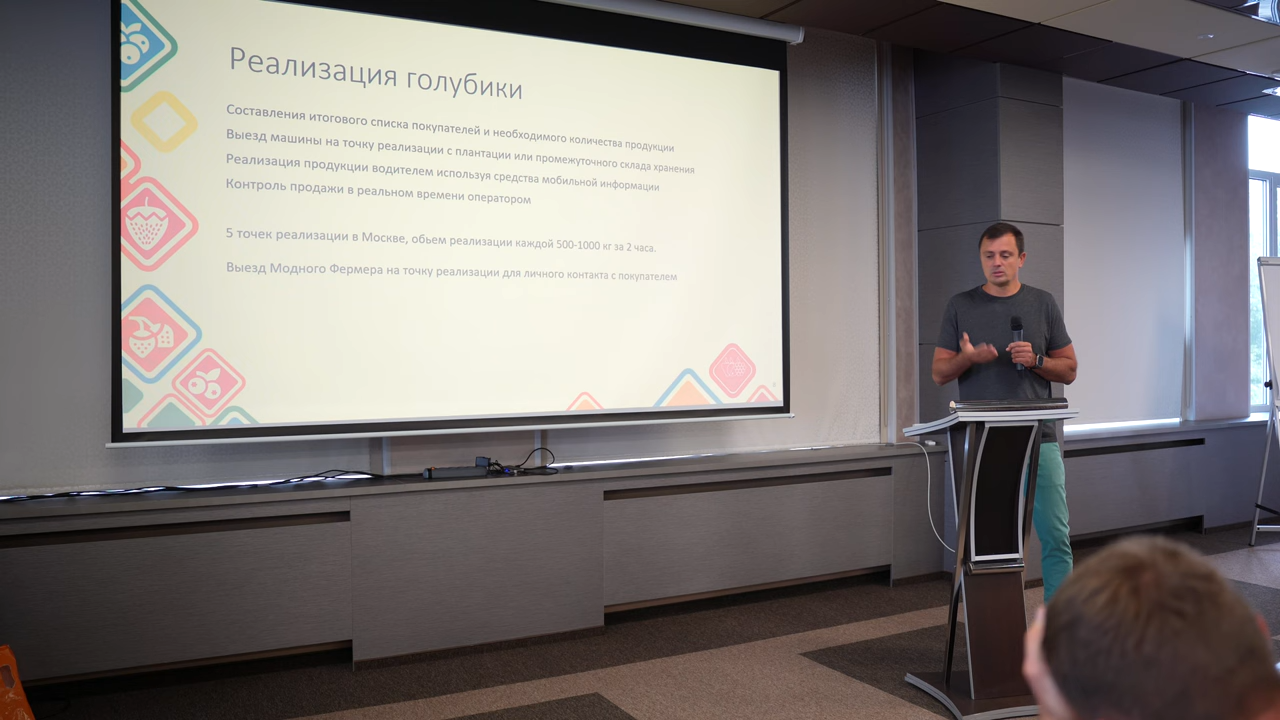 Реализация голубики
Составления итогового списка покупателей и необходимого количества продукции
Выезд машины на точку реализации с плантации или промежуточного склада хранения
Реализация продукции водителем используя средства мобильной информации
Контроль продажи в реальном времени оператором
5 точек реализации в Москве, обьем реализации каждой 500-1000 кг за 2 часа.
Выезд Модного Фермера на точку реализации для личного контакта с покупателем